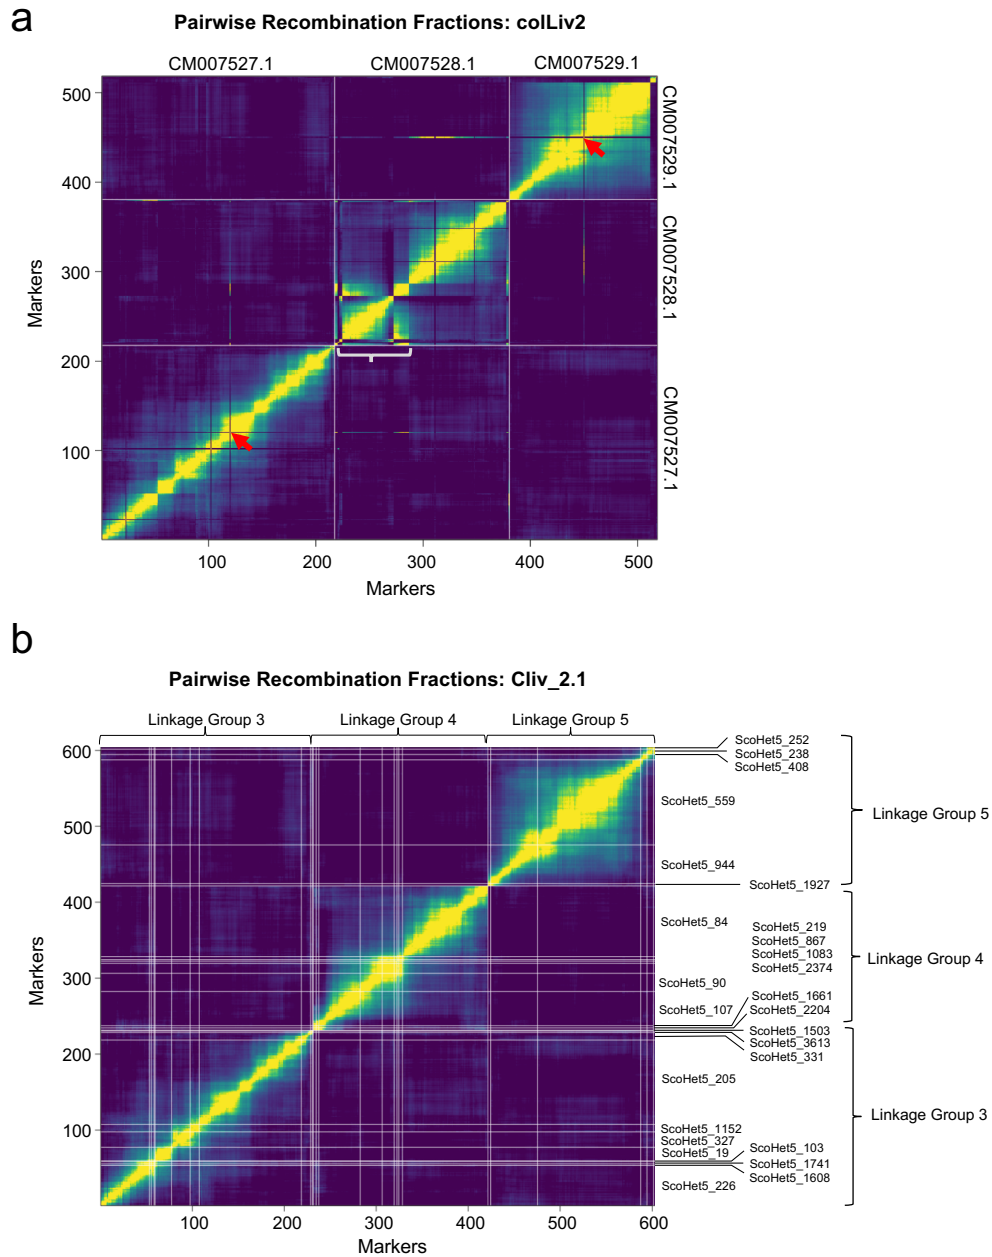 a
Pairwise Recombination Fractions: colLiv2
CM007527.1 CM007528.1 CM007529.1
500
400
300
200
100
Markers
CM007529.1
CM007528.1
CM007527.1
100 200 300 400 500
Markers
b
Pairwise Recombination Fractions: Cliv_2.1
Linkage Group 3 Linkage Group 4 Linkage Group 5
600
500
400
300
200
100
Markers
100 200 300 400 500 600
Markers
ScoHet5_252
ScoHet5_238
ScoHet5_408
ScoHet5_559
ScoHet5_944
ScoHet5_1927
Linkage Group 5
ScoHet5_84
ScoHet5_219
ScoHet5_867
ScoHet5_1083
ScoHet5_2374
ScoHet5_90
ScoHet5_1661
ScoHet5_107
ScoHet5_2204
Linkage Group 4
ScoHet5_1503
ScoHet5_3613
ScoHet5_331
ScoHet5_205
ScoHet5_1152
ScoHet5_327
ScoHet5_19
ScoHet5_103
ScoHet5_1741
ScoHet5_1608
ScoHet5_226
Linkage Group 3